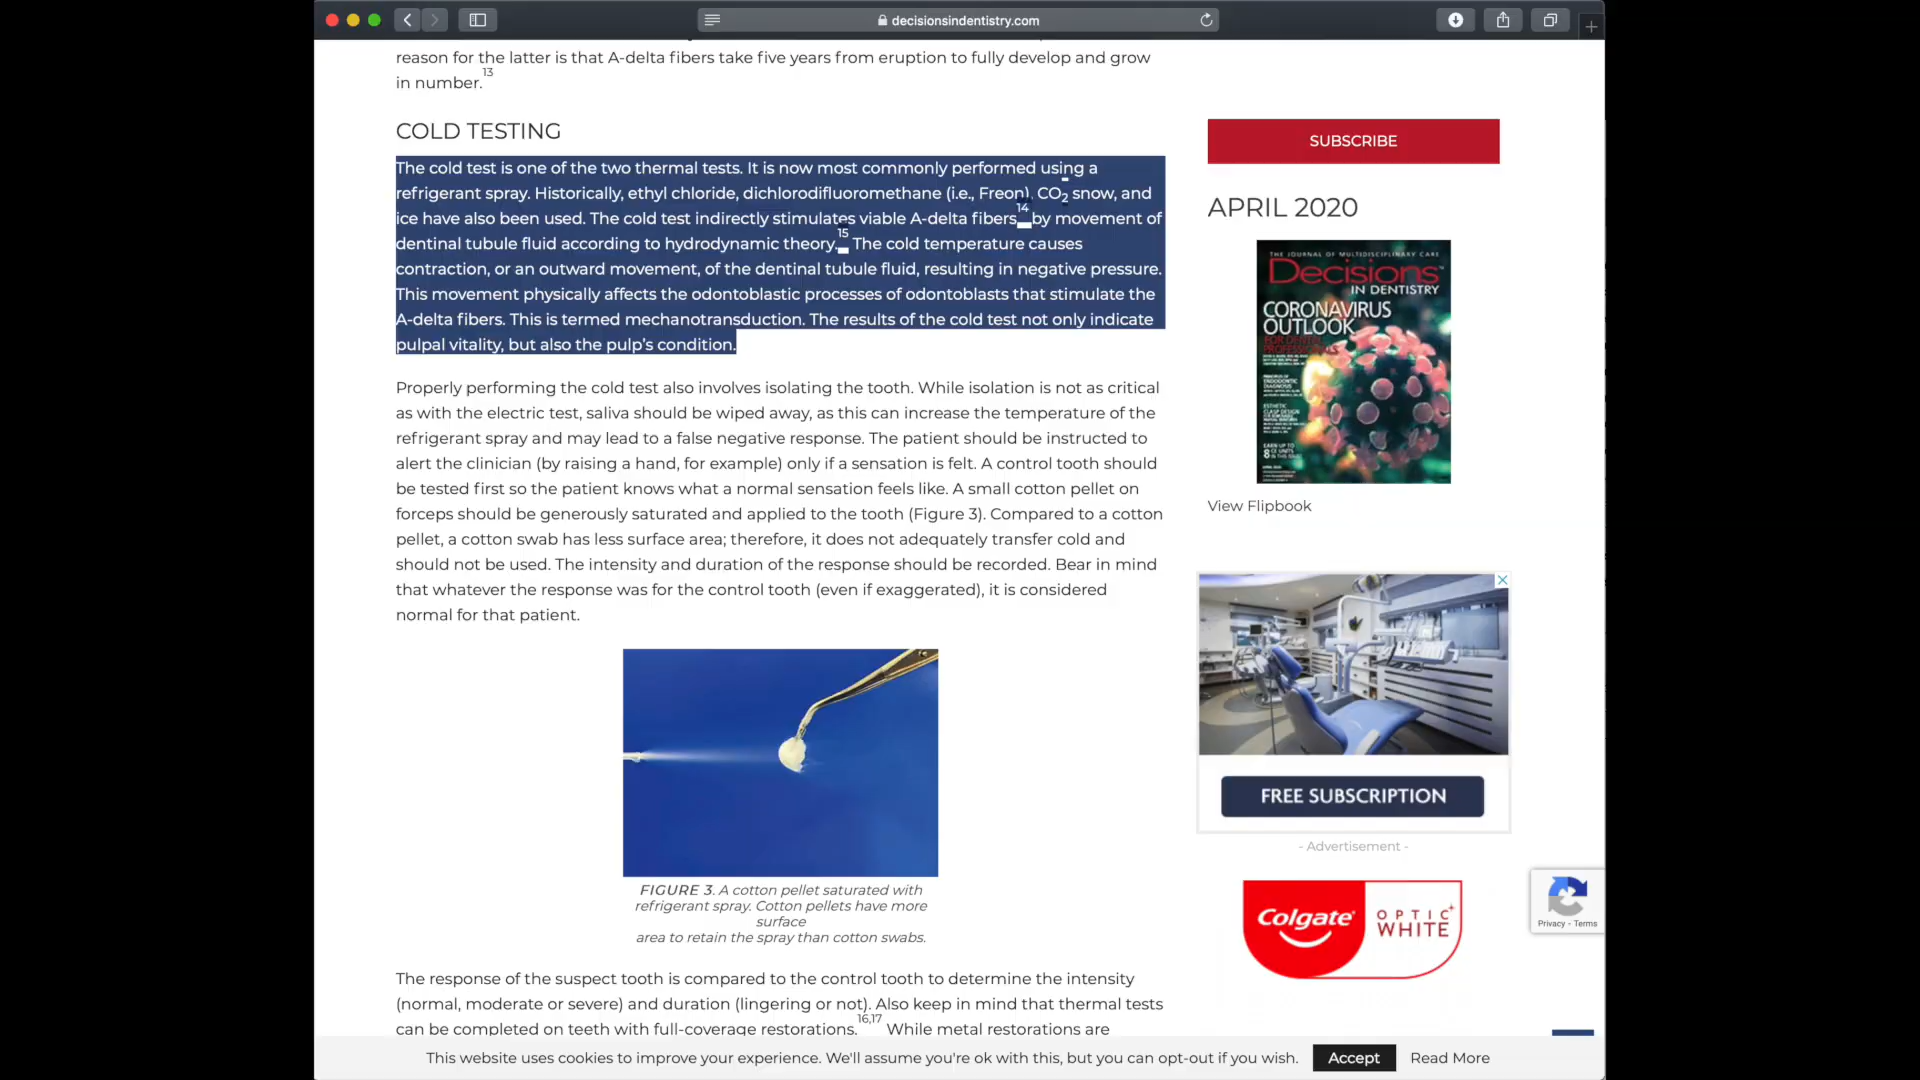 decisionsindentistry.com
reason for the latter is that A-delta fibers take five years from eruption to fully develop and grow
in number.13
COLD TESTING
The cold test is one of the two thermal tests. It is now most commonly performed using a
refrigerant spray. Historically, ethyl chloride, dichlorodifluoromethane (i.e., Freon), CO2 snow, and
ice have also been used. The cold test indirectly stimulates viable A-delta fibers14 by movement of
dentinal tubule fluid according to hydrodynamic theory.15 The cold temperature causes
contraction, or an outward movement, of the dentinal tubule fluid, resulting in negative pressure.
This movement physically affects the odontoblastic processes of odontoblasts that stimulate the
A-delta fibers. This is termed mechanotransduction. The results of the cold test not only indicate
pulpal vitality, but also the pulp's condition.
Properly performing the cold test also involves isolating the tooth. While isolation is not as critical
as with the electric test, saliva should be wiped away, as this can increase the temperature of the
refrigerant spray and may lead to a false negative response. The patient should be instructed to
alert the clinician (by raising a hand, for example) only if a sensation is felt. A control tooth should
be tested first so the patient knows what a normal sensation feels like. A small cotton pellet on
forceps should be generously saturated and applied to the tooth (Figure 3). Compared to a cotton
pellet, a cotton swab has less surface area; therefore, it does not adequately transfer cold and
should not be used. The intensity and duration of the response should be recorded. Bear in mind
that whatever the response was for the control tooth (even if exaggerated), it is considered
normal for that patient.
FIGURE 3. A cotton pellet saturated with
refrigerant spray. Cotton pellets have more
surface
area to retain the spray than cotton swabs.
The response of the suspect tooth is compared to the control tooth to determine the intensity
(normal, moderate or severe) and duration (lingering or not). Also keep in mind that thermal tests
can be completed on teeth with full-coverage restorations.16,17 While metal restorations are
SUBSCRIBE
APRIL 2020
THE JOURNAL OF MULTIDISCIPLINARY CARE
Decisions
IN DENTISTRY
CORONAVIRUS
OUTLOOK
FOR DENTAL
PROFESSIONALS
View Flipbook
FREE SUBSCRIPTION
- Advertisement -
Colgate
OPTIC
WHITE
Privacy - Terms
This website uses cookies to improve your experience. We'll assume you're ok with this, but you can opt-out if you wish.
Accept
Read More